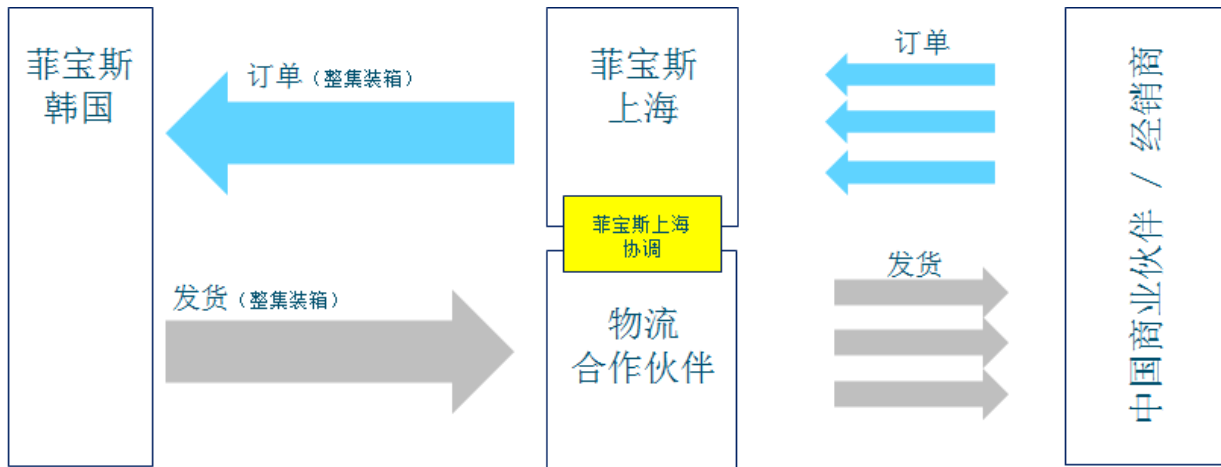 菲宝斯
韩国
订单（整集装箱）
菲宝斯
上海
订单
菲宝斯上海
协调
发货（整集装箱）
物流
合作伙伴
发货
中国商业伙伴 / 经销商